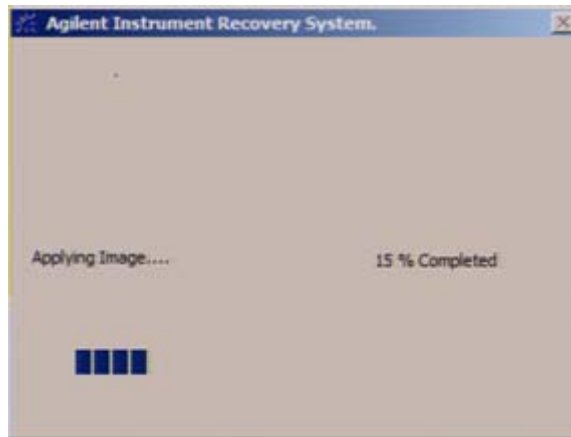 Agilent Instrument Recovery System.
Applying Image....
15 % Completed